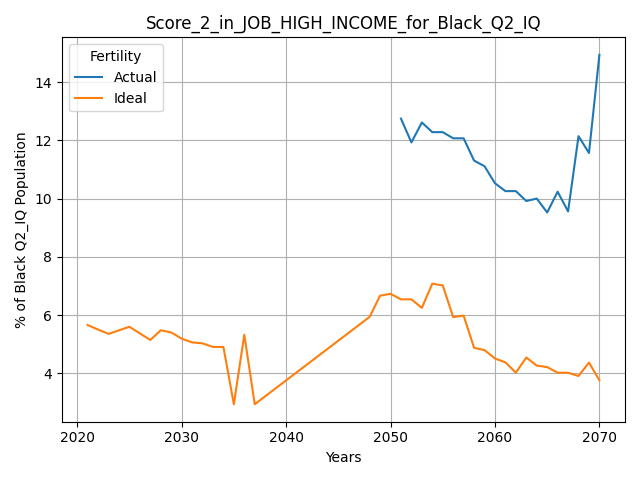 Score_2_in_JOB_HIGH_INCOME_for_Black_Q2_IQ
Fertility
Actual
Ideal
% of Black Q2_IQ Population
14
12
10
8
6
4
2020
2030
2040
2050
2060
2070
Years